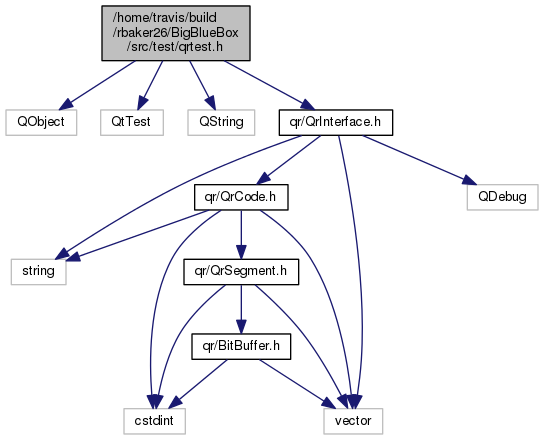 /home/travis/build
/rbaker26/BigBlueBox
/src/test/qrtest.h
QObject
QtTest
QString
qr/QrInterface.h
qr/QrCode.h
QDebug
string
qr/QrSegment.h
qr/BitBuffer.h
cstdint
vector